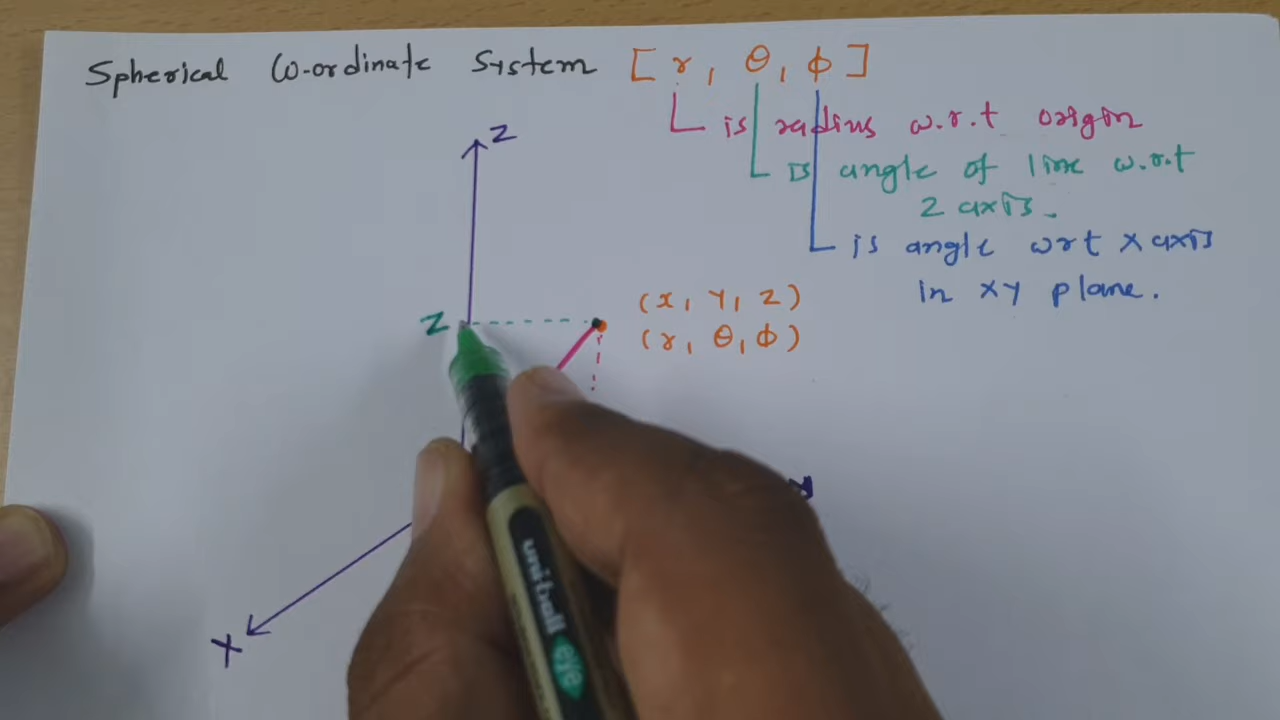 Spherical Co-ordinate System [r, θ, φ]
is radius w.r.t origin
is angle of line w.r.t
z axis.
is angle wrt x axis
in xy plane.
z
(x, y, z)
z
(r, θ, φ)
y
uniball
eye
x